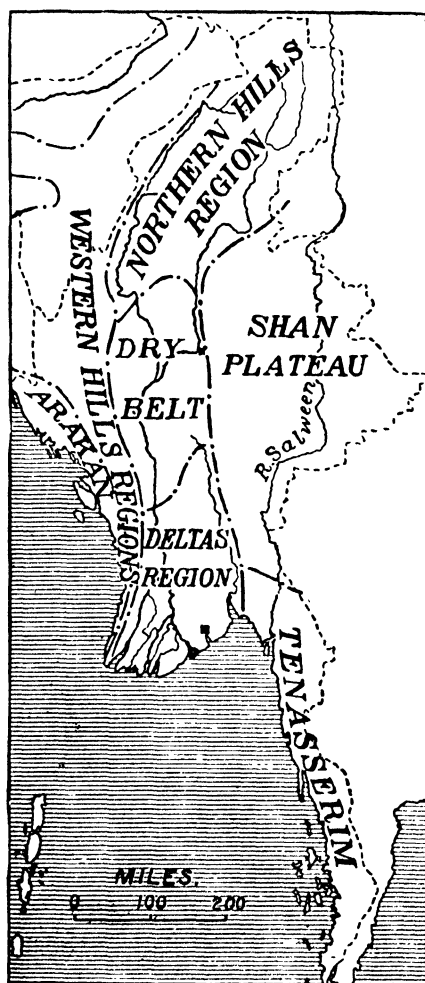 NORTHERN HILLS
REGION
WESTERN HILLS REGIONS
DRY
BELT
SHAN
PLATEAU
R. Salween
ARAKAN
DELTAS
REGION
TENASSERIM
MILES.
0 100 200